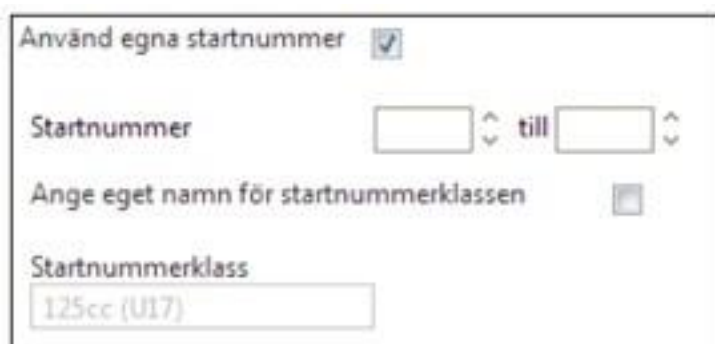 Använd egna startnummer
Startnummer till
Ange eget namn för startnummerklassen
Startnummerklass
125cc (U17)